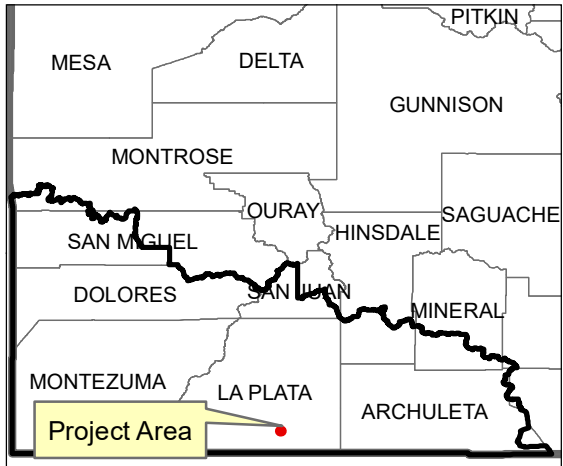 PITKIN
MESA
DELTA
GUNNISON
MONTROSE
OURAY
SAGUACHE
HINSDALE
SAN MIGUEL
DOLORES
SAN JUAN
MINERAL
MONTEZUMA
LA PLATA
ARCHULETA
Project Area